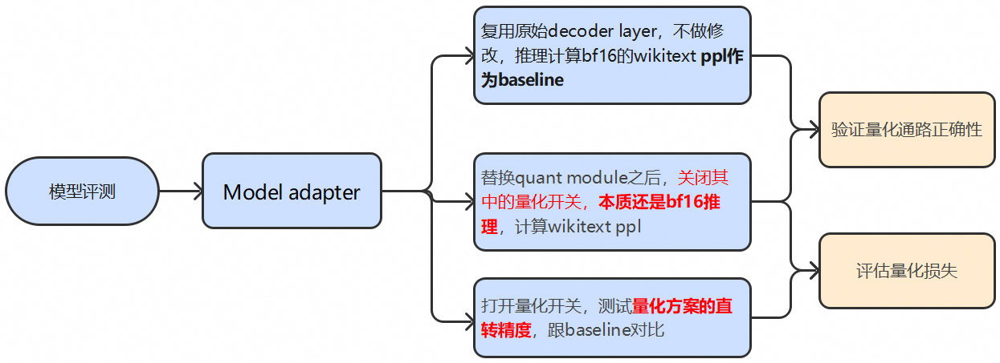 模型评测
Model adapter
复用原始decoder layer，不做修
改，推理计算bf16的wikitext ppl作
为baseline
替换quant module之后，关闭其
中的量化开关，本质还是bf16推
理，计算wikitext ppl
打开量化开关，测试量化方案的直
转精度，跟baseline对比
验证量化通路正确性
评估量化损失